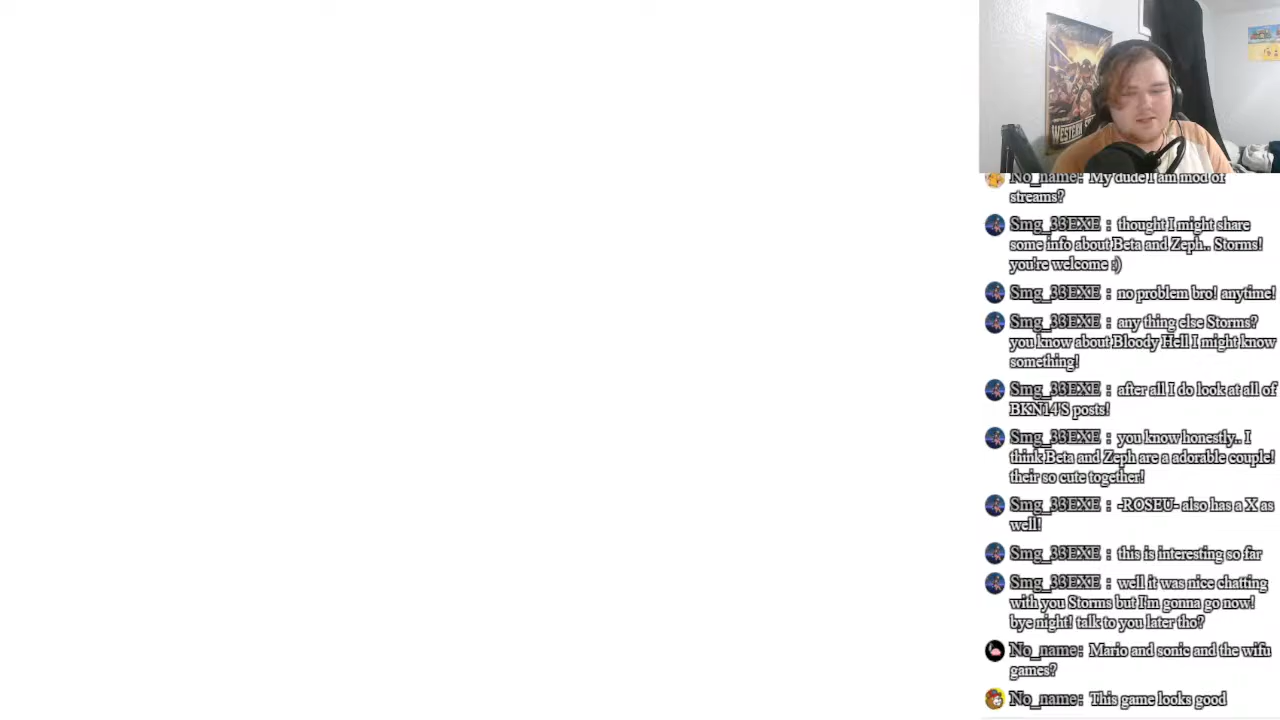 WESTERN
No_name: My dude I am mod of
streams?
Smg_33EXE : thought I might share
some info about Beta and Zeph.. Storms!
you're welcome :)
Smg_33EXE : no problem bro! anytime!
Smg_33EXE : any thing else Storms?
you know about Bloody Hell I might know
something!
Smg_33EXE : after all I do look at all of
BKN14'S posts!
Smg_33EXE : you know honestly.. I
think Beta and Zeph are a adorable couple!
their so cute together!
Smg_33EXE : -ROSEU- also has a X as
well!
Smg_33EXE : this is interesting so far
Smg_33EXE : well it was nice chatting
with you Storms but I'm gonna go now!
bye night! talk to you later tho?
No_name: Mario and sonic and the wifu
games?
No_name: This game looks good